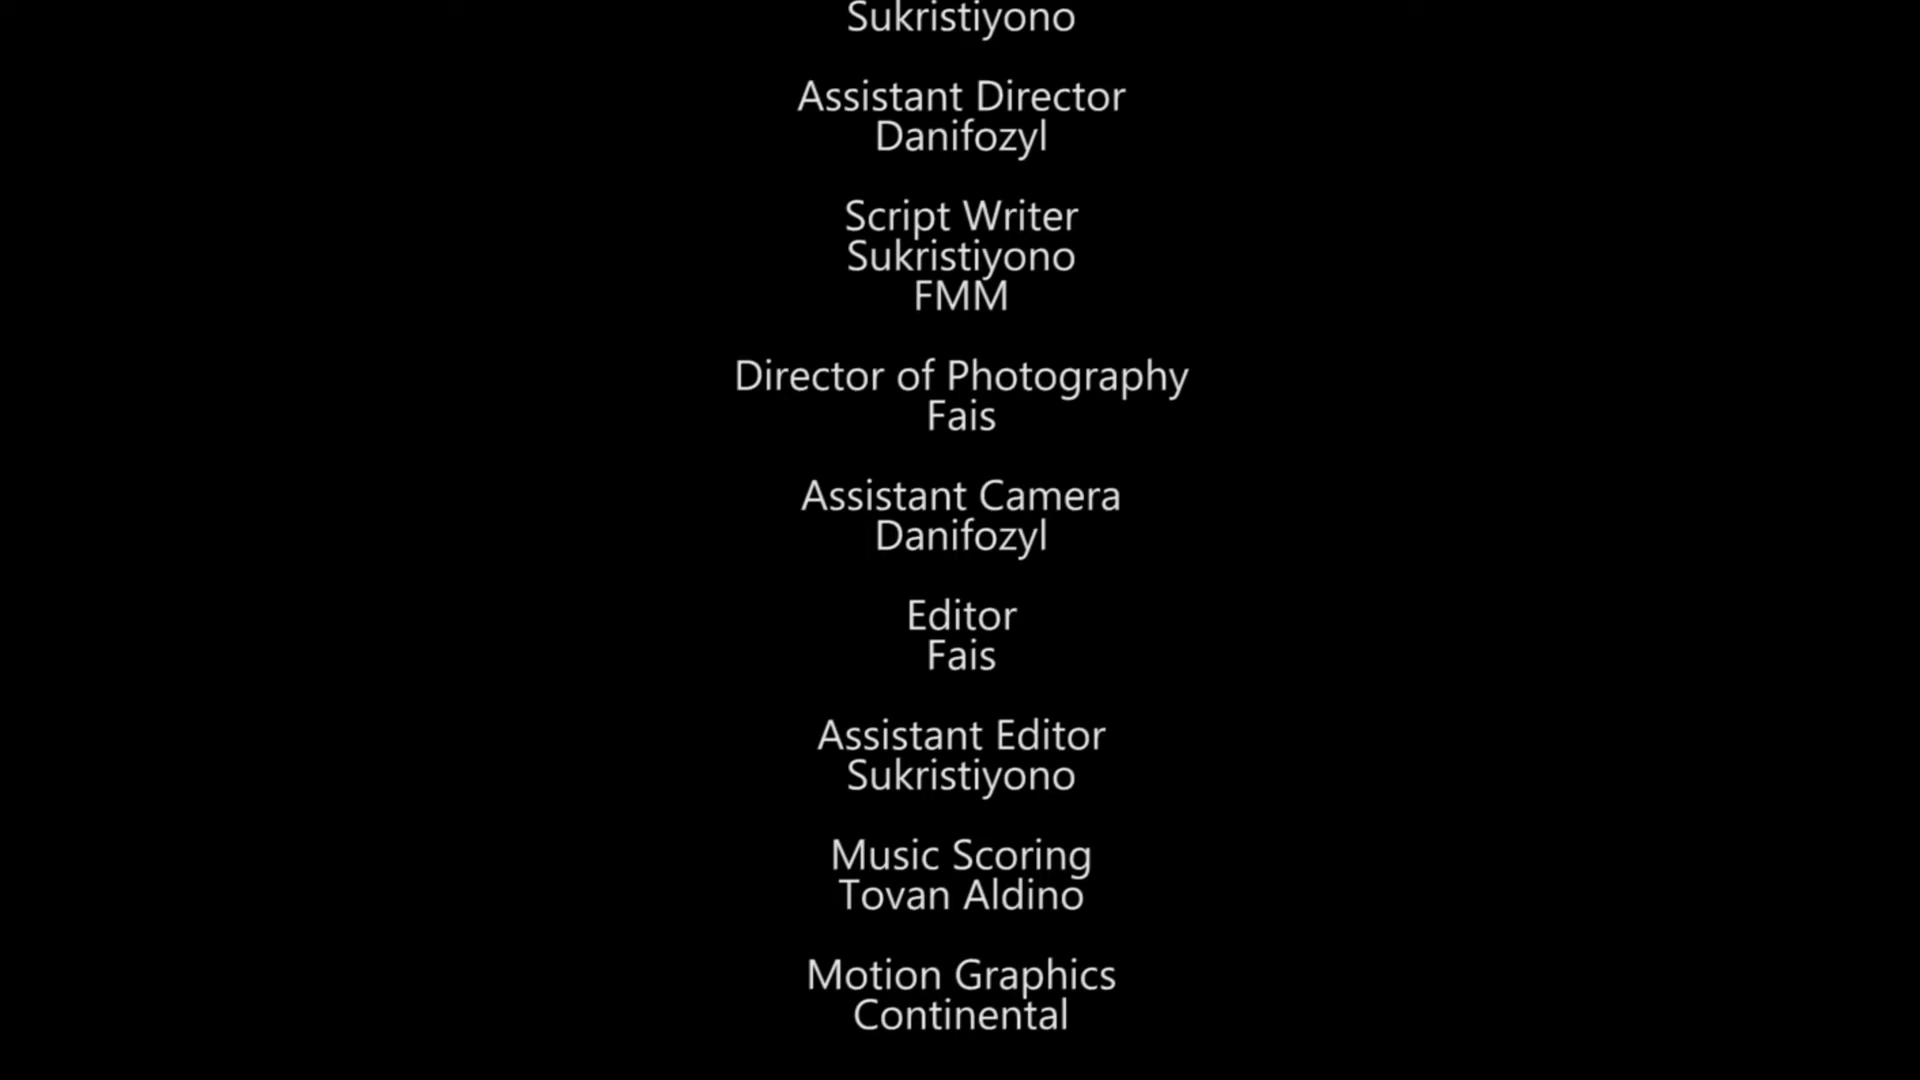 Sukristiyono
Assistant Director
Danifozyl
Script Writer
Sukristiyono
FMM
Director of Photography
Fais
Assistant Camera
Danifozyl
Editor
Fais
Assistant Editor
Sukristiyono
Music Scoring
Tovan Aldino
Motion Graphics
Continental